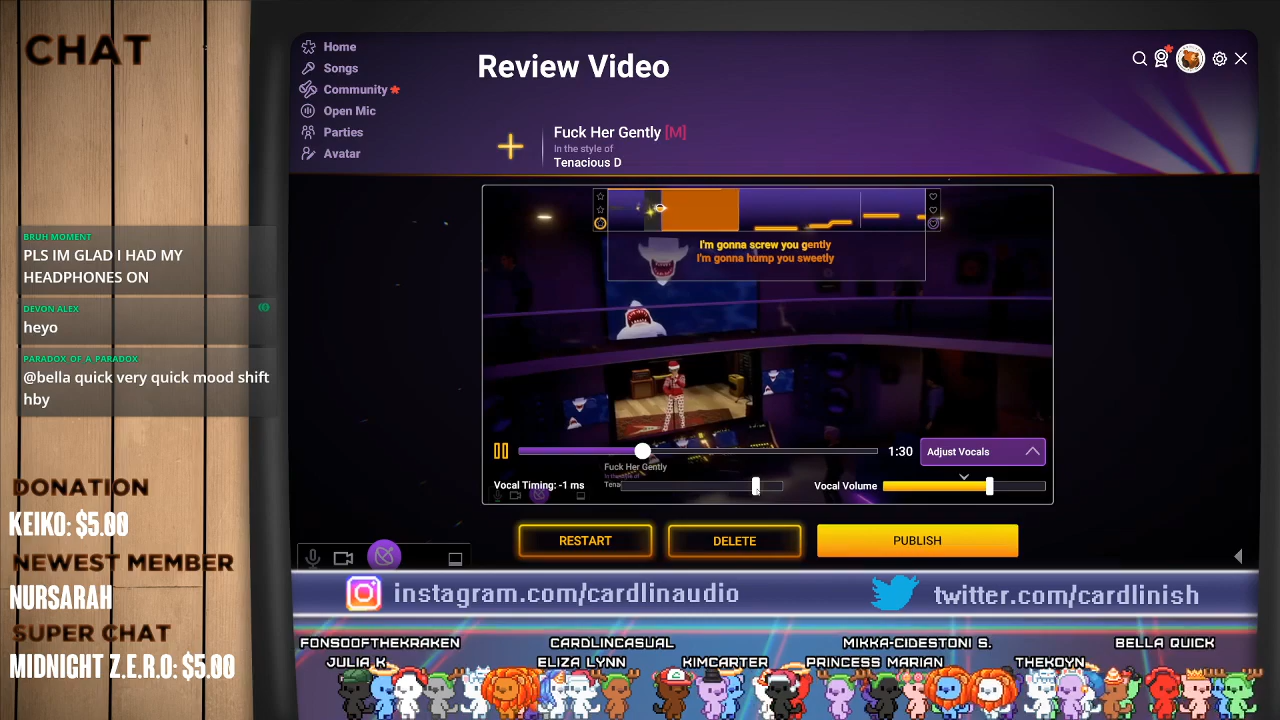 CHAT
Home
Songs
Community
Open Mic
Parties
Avatar
Review Video
Fuck Her Gently [M]
In the style of
Tenacious D
I'm gonna screw you gently
I'm gonna hump you sweetly
BRUH MOMENT
PLS IM GLAD I HAD MY
HEADPHONES ON
DEVON ALEX
heyo
PARADOX OF A PARADOX
@bella quick very quick mood shift
hby
1:30
Adjust Vocals
Fuck Her Gently
In the style of
Vocal Timing: -1 ms
Tena
Vocal Volume
RESTART
DELETE
PUBLISH
DONATION
KEIKO: $5.00
NEWEST MEMBER
NURSARAH
SUPER CHAT
MIDNIGHT Z.E.R.O: $5.00
instagram.com/cardlinaudio
twitter.com/cardlinish
FONSOOFTHEKRAKEN
CARDLINCASUAL
MIKKA-CIDESTONI S.
BELLA QUICK
JULIA K.
ELIZA LYNN
KIMCARTER
PRINCESS MARIAN
THEKOYN